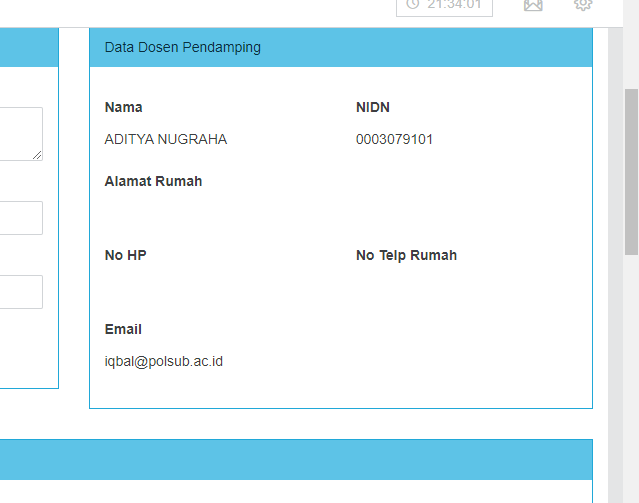 21:34:01
Data Dosen Pendamping
Nama NIDN
ADITYA NUGRAHA 0003079101
Alamat Rumah
No HP No Telp Rumah
Email
iqbal@polsub.ac.id